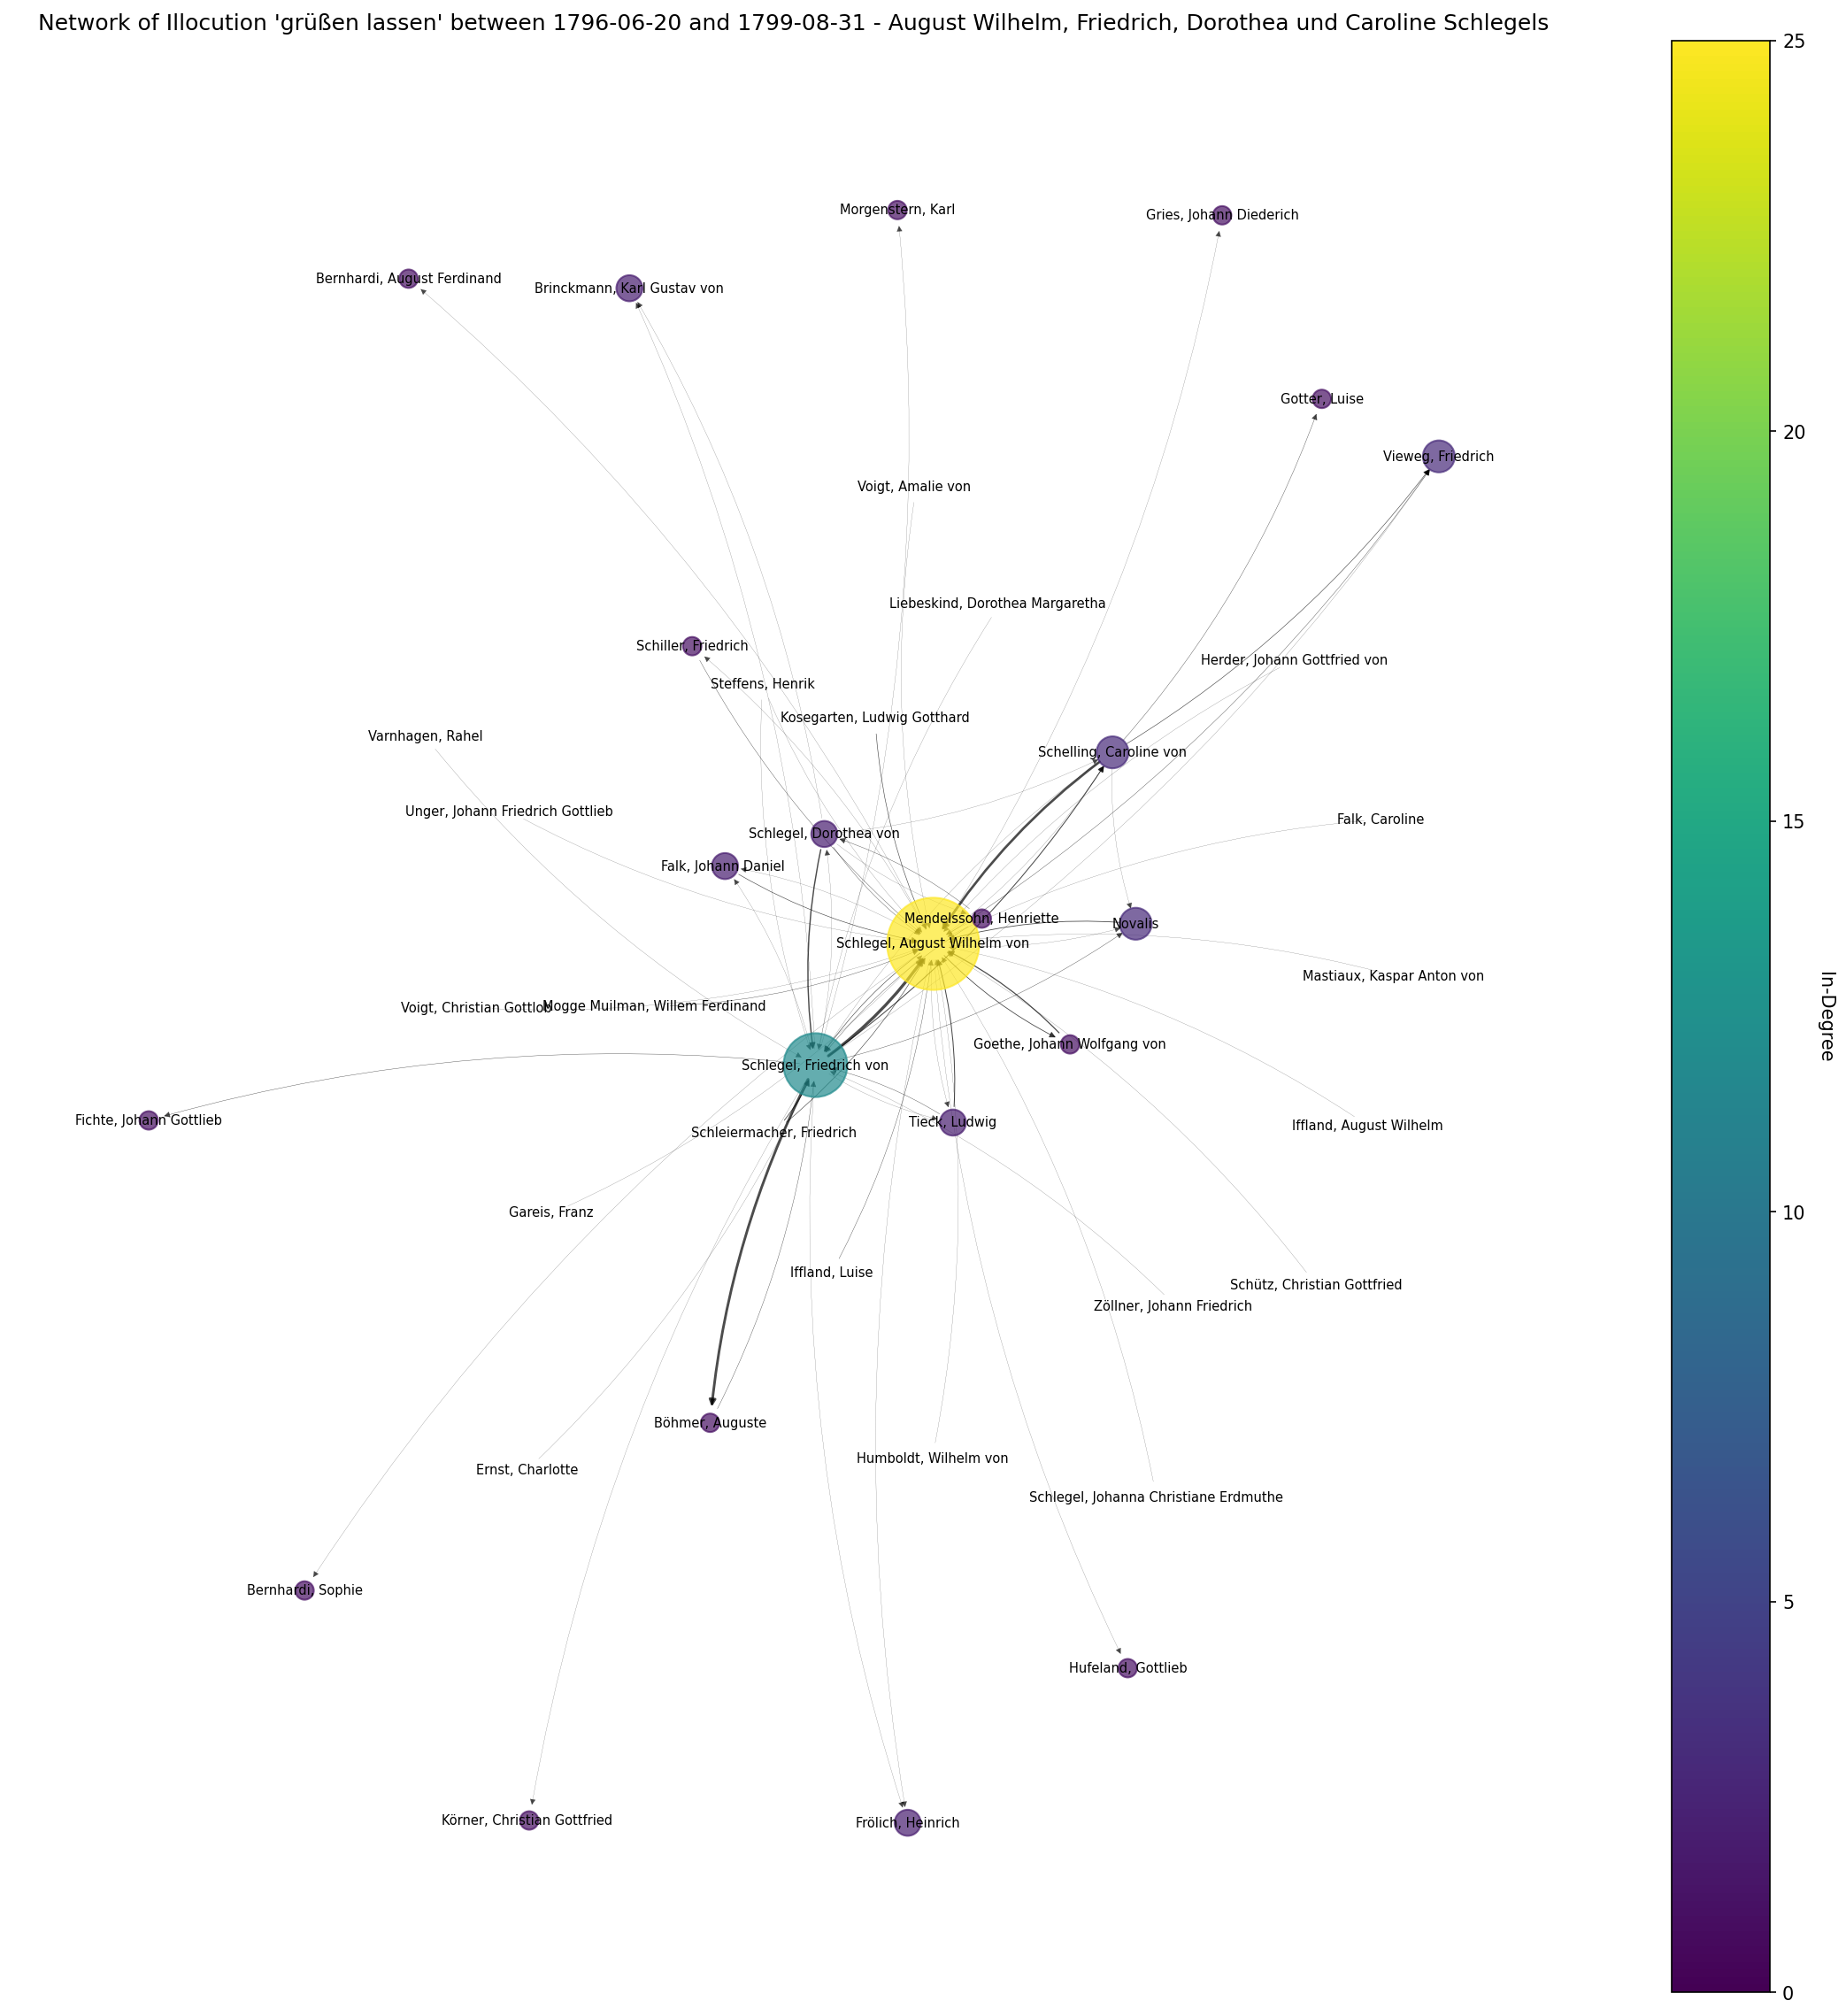 Network of Illocution 'grüßen lassen' between 1796-06-20 and 1799-08-31 - August Wilhelm, Friedrich, Dorothea und Caroline Schlegels
25
Morgenstern, Karl
Gries, Johann Diederich
Bernhardi, August Ferdinand
Brinckmann, Karl Gustav von
Gotter, Luise
20
Vieweg, Friedrich
Voigt, Amalie von
Liebeskind, Dorothea Margaretha
Schiller, Friedrich
Herder, Johann Gottfried von
Steffens, Henrik
Kosegarten, Ludwig Gotthard
Varnhagen, Rahel
Schelling, Caroline von
Unger, Johann Friedrich Gottlieb
Falk, Caroline
15
Schlegel, Dorothea von
Falk, Johann Daniel
Mendelssohn, Henriette
Novalis
Schlegel, August Wilhelm von
Mastiaux, Kaspar Anton von
Voigt, Christian Gottlob
Mogge Muilman, Willem Ferdinand
In-Degree
Goethe, Johann Wolfgang von
Schlegel, Friedrich von
Fichte, Johann Gottlieb
Tieck, Ludwig
Iffland, August Wilhelm
Schleiermacher, Friedrich
Gareis, Franz
10
Iffland, Luise
Schütz, Christian Gottfried
Zöllner, Johann Friedrich
Böhmer, Auguste
Humboldt, Wilhelm von
Ernst, Charlotte
Schlegel, Johanna Christiane Erdmuthe
Bernhardi, Sophie
5
Hufeland, Gottlieb
Körner, Christian Gottfried
Frölich, Heinrich
0